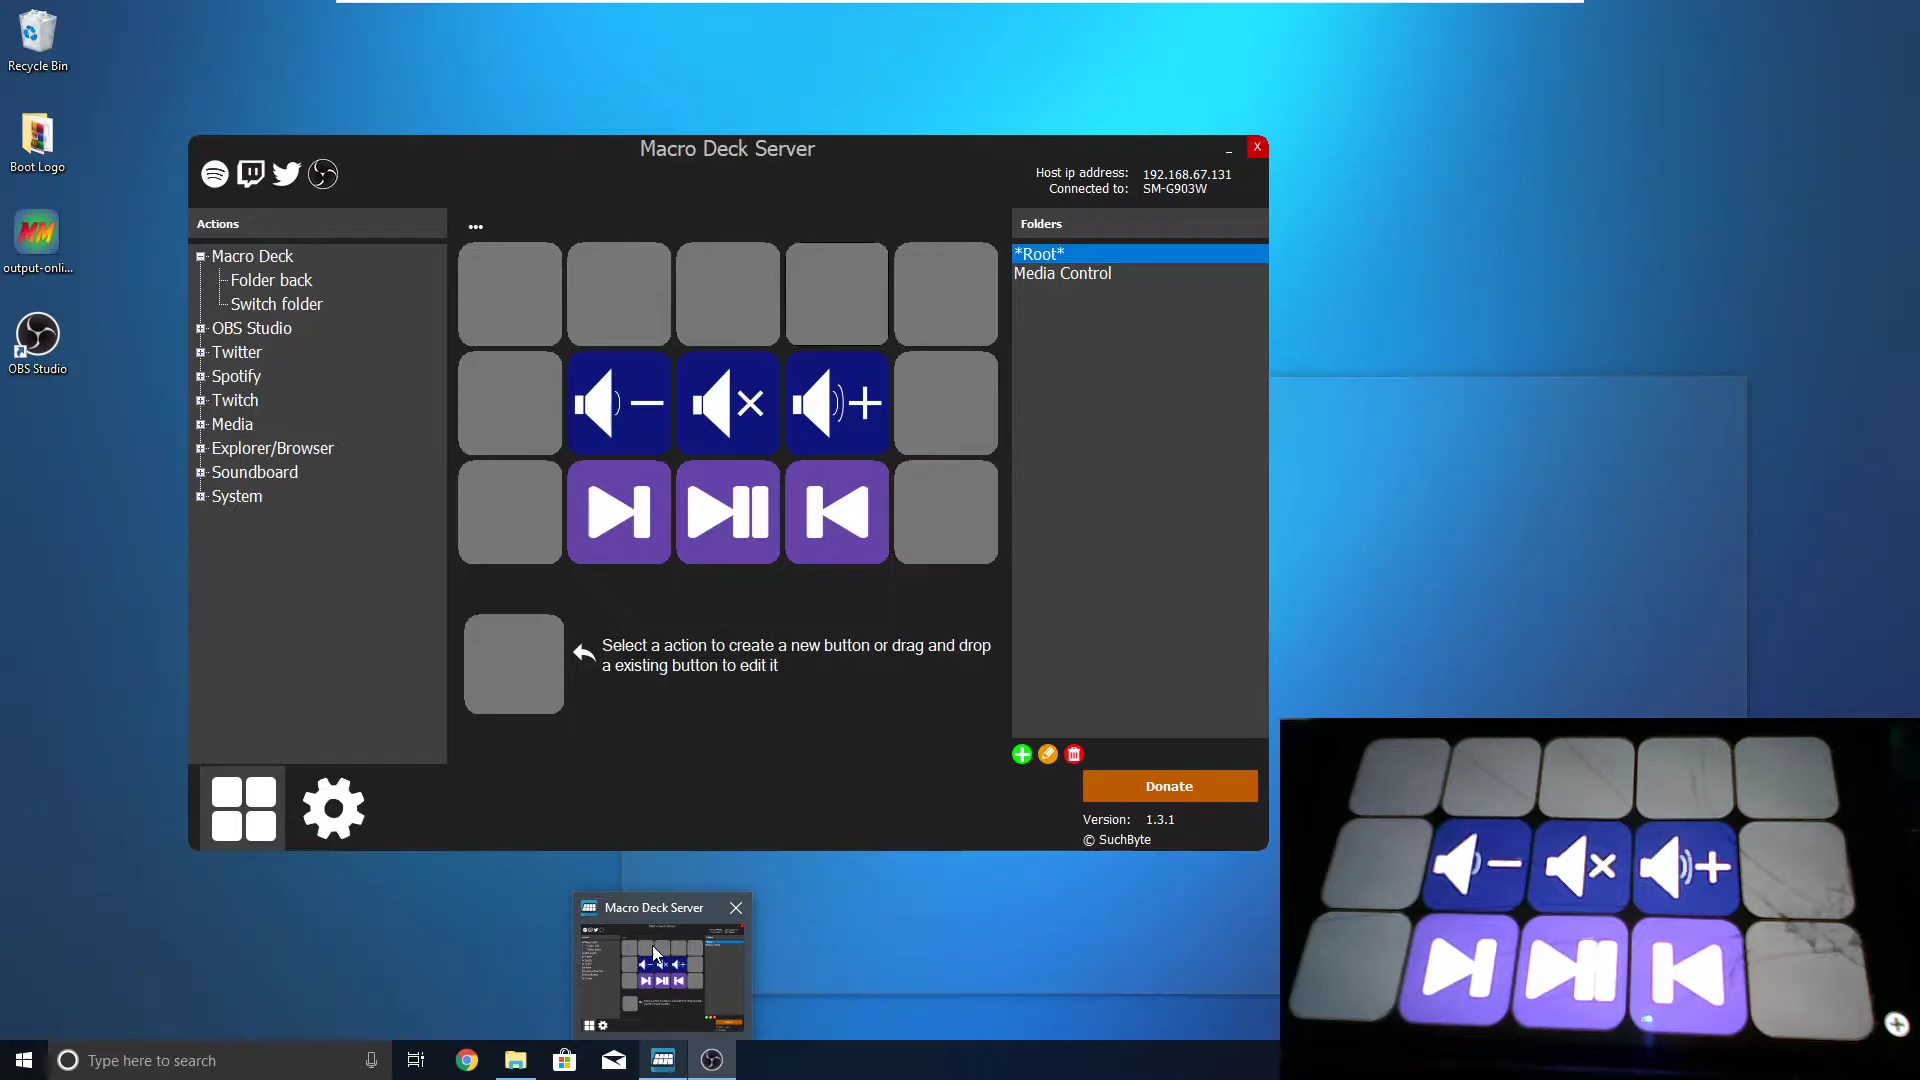 Recycle Bin
Boot Logo
MM
output-onli...
OBS Studio
Macro Deck Server
X
Host ip address: 192.168.67.131
Connected to: SM-G903W
Actions
...
Folders
Macro Deck
Folder back
Switch folder
OBS Studio
Twitter
Spotify
Twitch
Media
Explorer/Browser
Soundboard
System
*Root*
Media Control
Select a action to create a new button or drag and drop
a existing button to edit it
Donate
Version: 1.3.1
© SuchByte
Macro Deck Server
Type here to search